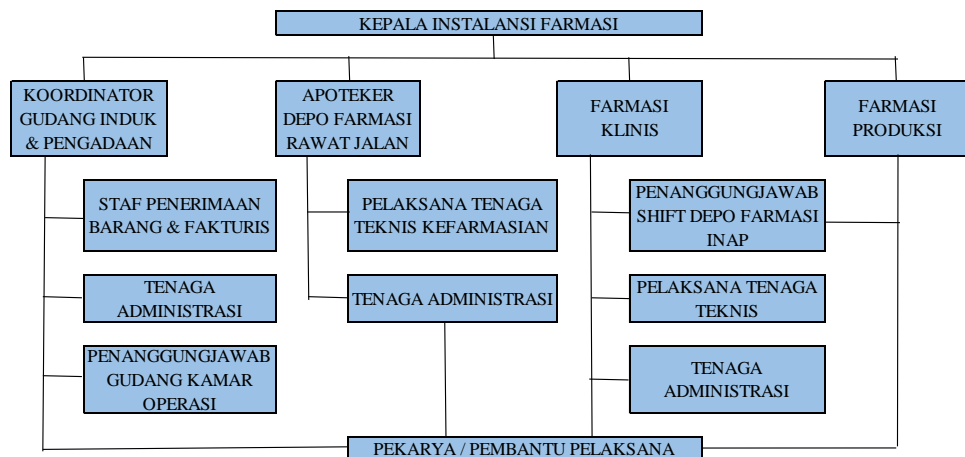 KEPALA INSTALANSI FARMASI
KOORDINATOR
GUDANG INDUK
& PENGADAAN
APOTEKER
DEPO FARMASI
RAWAT JALAN
FARMASI
KLINIS
FARMASI
PRODUKSI
STAF PENERIMAAN
BARANG & FAKTURIS
PELAKSANA TENAGA
TEKNIS KEFARMASIAN
PENANGGUNGJAWAB
SHIFT DEPO FARMASI
INAP
TENAGA
ADMINISTRASI
TENAGA ADMINISTRASI
PELAKSANA TENAGA
TEKNIS
PENANGGUNGJAWAB
GUDANG KAMAR
OPERASI
TENAGA
ADMINISTRASI
PEKARYA / PEMBANTU PELAKSANA